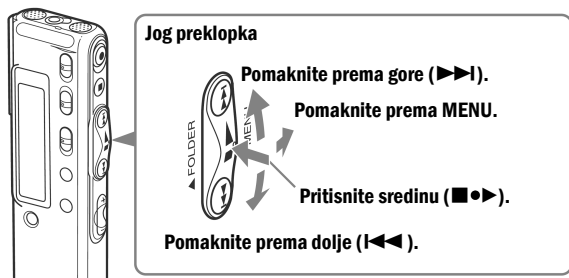 Jog preklopka
Pomaknite prema gore (▶▶I).
Pomaknite prema MENU.
▲FOLDER
MENU
Pritisnite sredinu (■●▶).
Pomaknite prema dolje (I◀◀ ).